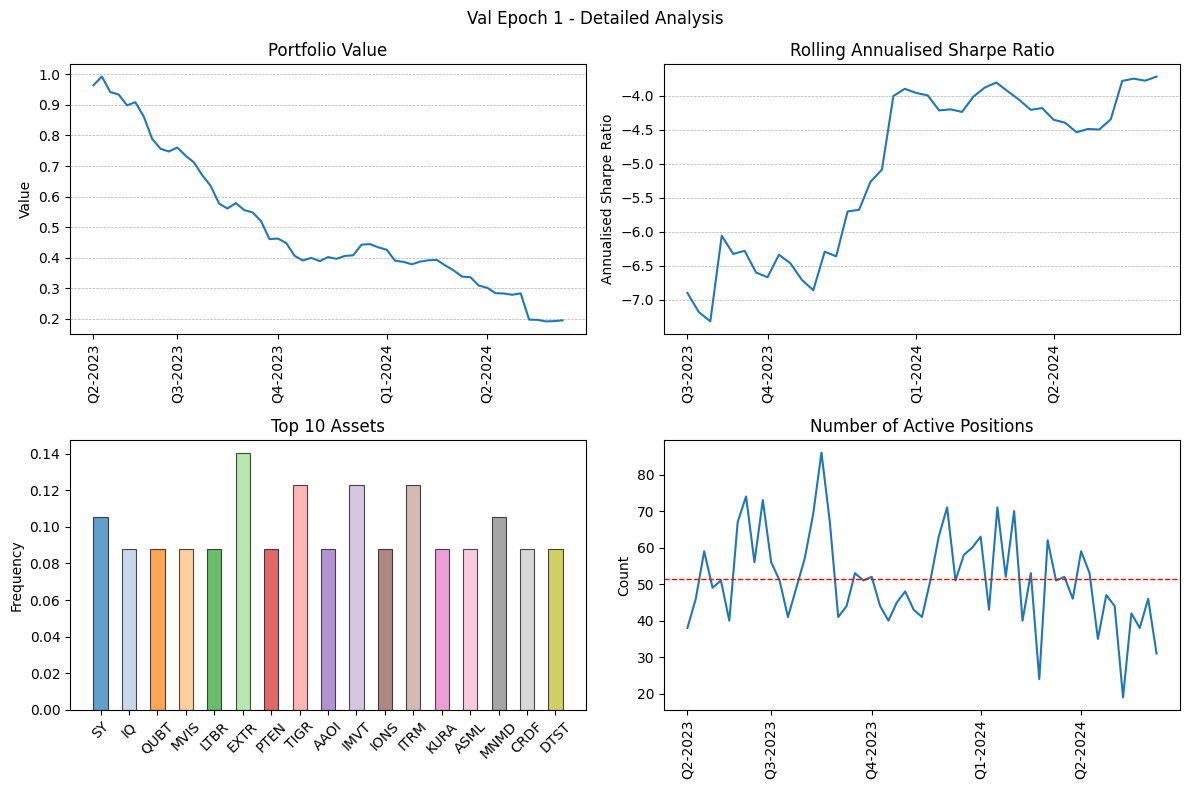 Val Epoch 1 - Detailed Analysis
Portfolio Value
Value
1.0
0.9
0.8
0.7
0.6
0.5
0.4
0.3
0.2
Q2-2023
Q3-2023
Q4-2023
Q1-2024
Q2-2024
Rolling Annualised Sharpe Ratio
Annualised Sharpe Ratio
−4.0
−4.5
−5.0
−5.5
−6.0
−6.5
−7.0
Q3-2023
Q4-2023
Q1-2024
Q2-2024
Top 10 Assets
Frequency
0.14
0.12
0.10
0.08
0.06
0.04
0.02
0.00
SY
IQ
QUBT
MVIS
LTBR
EXTR
PTEN
TIGR
AAOI
IMVT
IONS
ITRM
KURA
ASML
MNMD
CRDF
DTST
Number of Active Positions
Count
80
70
60
50
40
30
20
Q2-2023
Q3-2023
Q4-2023
Q1-2024
Q2-2024